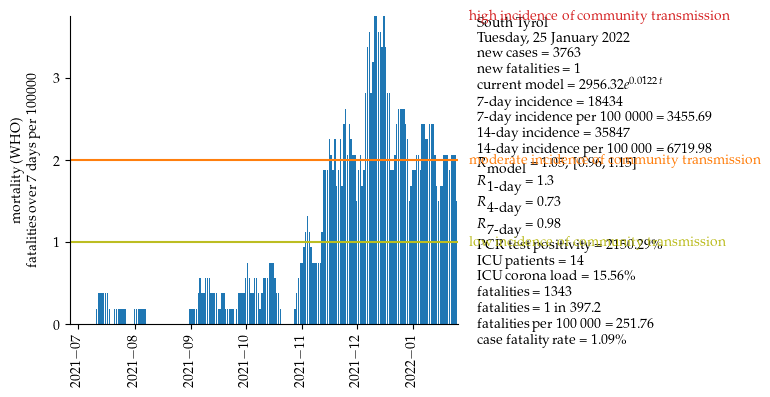 high incidence of community transmission
South Tyrol
Tuesday, 25 January 2022
new cases = 3763
new fatalities = 1
current model = 2956.32e^0.0122 t
7-day incidence = 18434
7-day incidence per 100 0000 = 3455.69
14-day incidence = 35847
14-day incidence per 100 000 = 6719.98
moderate incidence of community transmission
R model = 1.05, [0.96, 1.15]
R 1-day = 1.3
R 4-day = 0.73
R 7-day = 0.98
low incidence of community transmission
PCR test positivity = 2150.29%
ICU patients = 14
ICU corona load = 15.56%
fatalities = 1343
fatalities = 1 in 397.2
fatalities per 100 000 = 251.76
case fatality rate = 1.09%
mortality (WHO)
fatalities over 7 days per 100000
3
2
1
0
2021−07
2021−08
2021−09
2021−10
2021−11
2021−12
2022−01